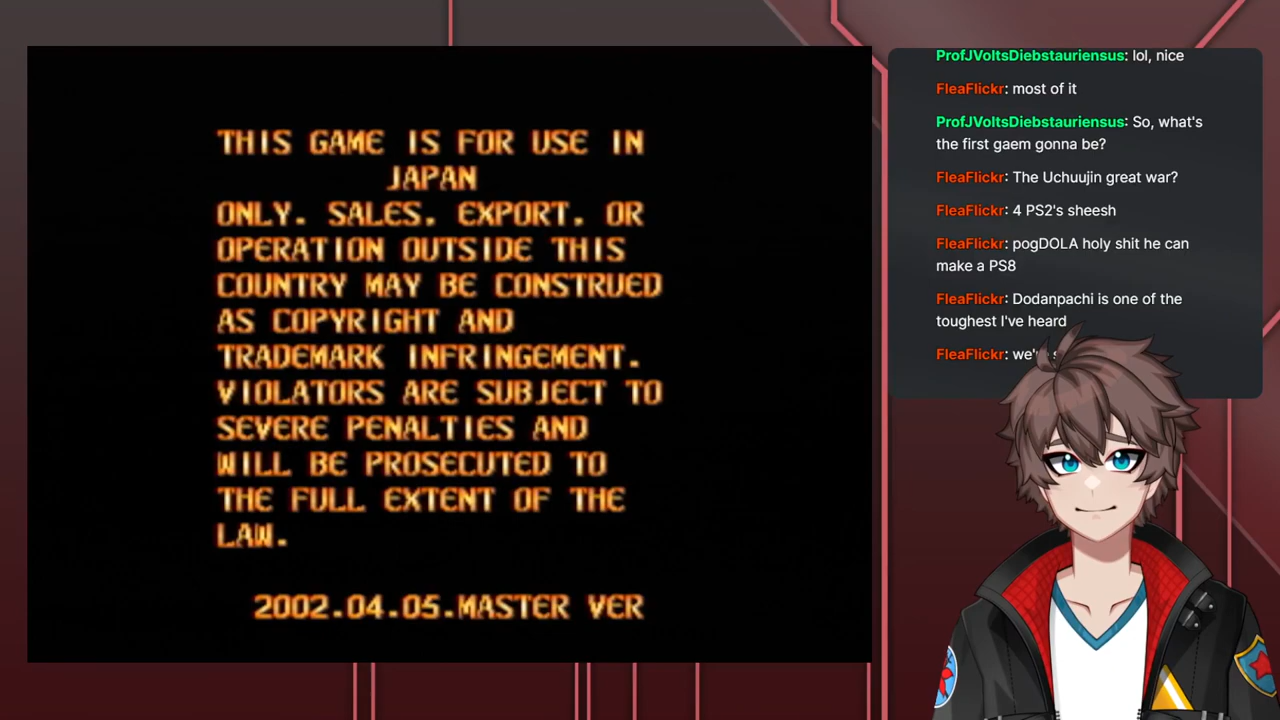 THIS GAME IS FOR USE IN
JAPAN
ONLY. SALES. EXPORT. OR
OPERATION OUTSIDE THIS
COUNTRY MAY BE CONSTRUED
AS COPYRIGHT AND
TRADEMARK INFRINGEMENT.
VIOLATORS ARE SUBJECT TO
SEVERE PENALTIES AND
WILL BE PROSECUTED TO
THE FULL EXTENT OF THE
LAW.
2002.04.05.MASTER VER
ProfJVoltsDiebstauriensus: lol, nice
FleaFlickr: most of it
ProfJVoltsDiebstauriensus: So, what's
the first gaem gonna be?
FleaFlickr: The Uchuujin great war?
FleaFlickr: 4 PS2's sheesh
FleaFlickr: pogDOLA holy shit he can
make a PS8
FleaFlickr: Dodanpachi is one of the
toughest I've heard
FleaFlickr: